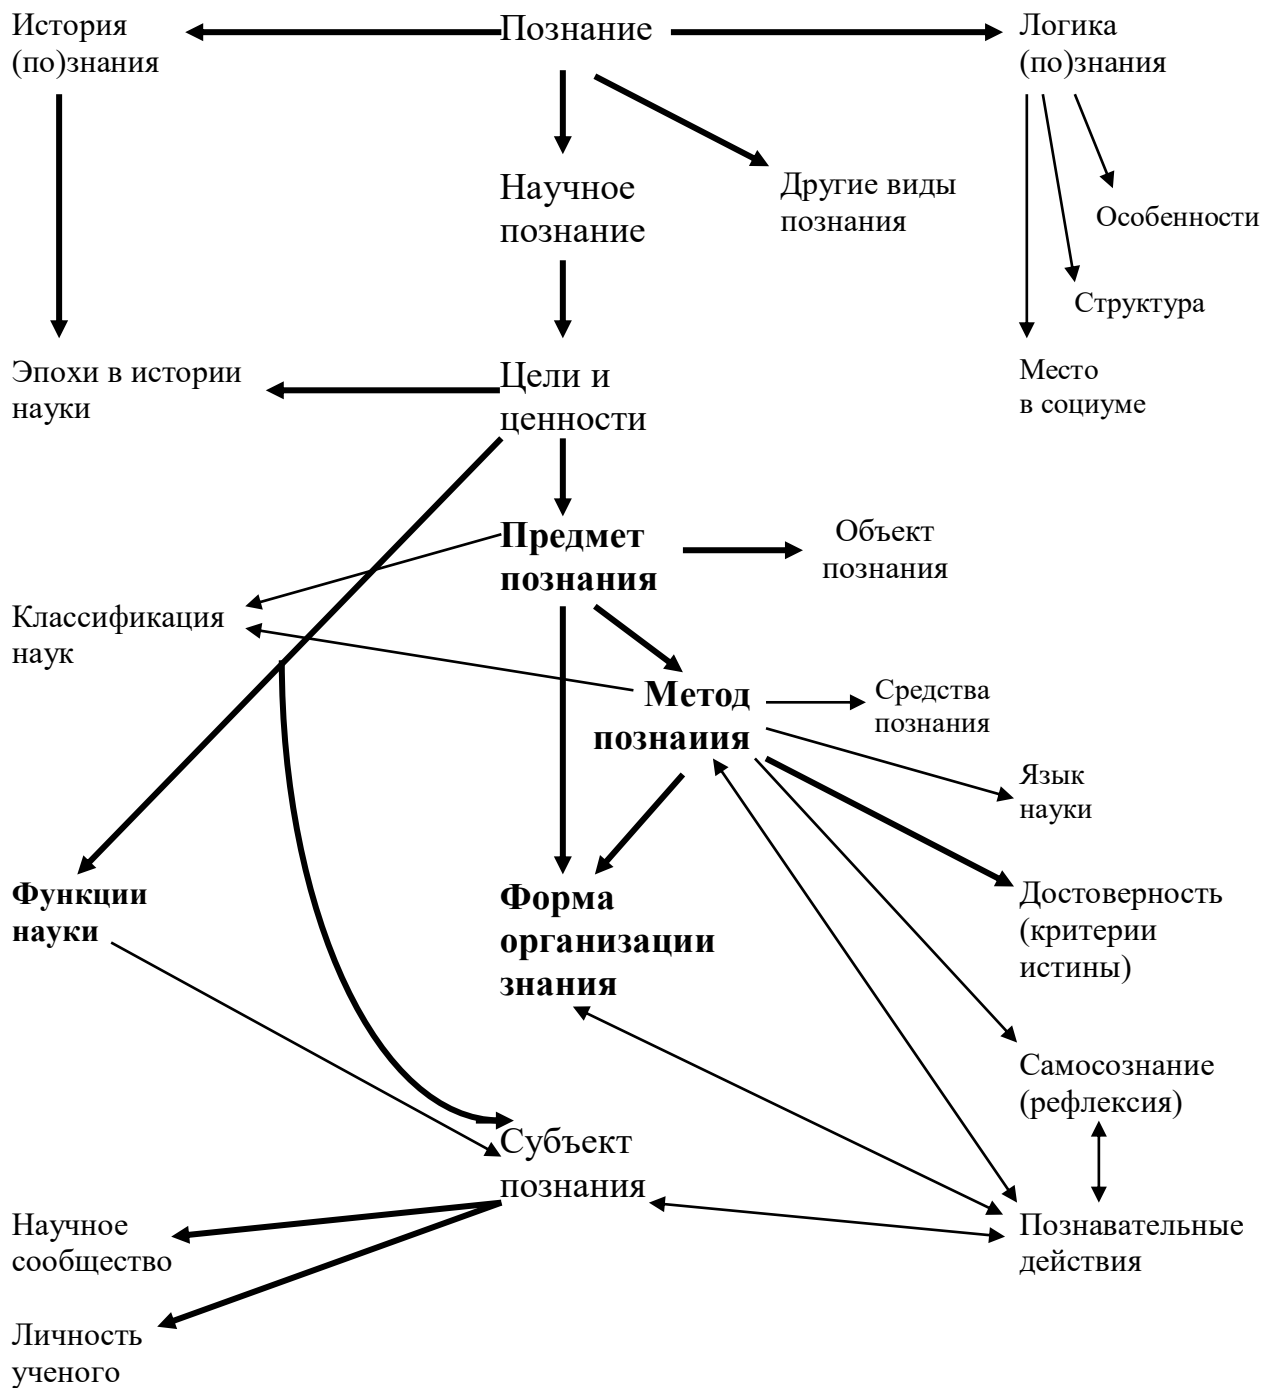 История
(по)знания
Познание
Логика
(по)знания
Научное
познание
Другие виды
познания
Особенности
Структура
Эпохи в истории
науки
Цели и
ценности
Место
в социуме
Предмет
познания
Объект
познания
Классификация
наук
Метод
познаиия
Средства
познания
Язык
науки
Функции
науки
Форма
организации
знания
Достоверность
(критерии
истины)
Самосознание
(рефлексия)
Субъект
познания
Научное
сообщество
Познавательные
действия
Личность
ученого